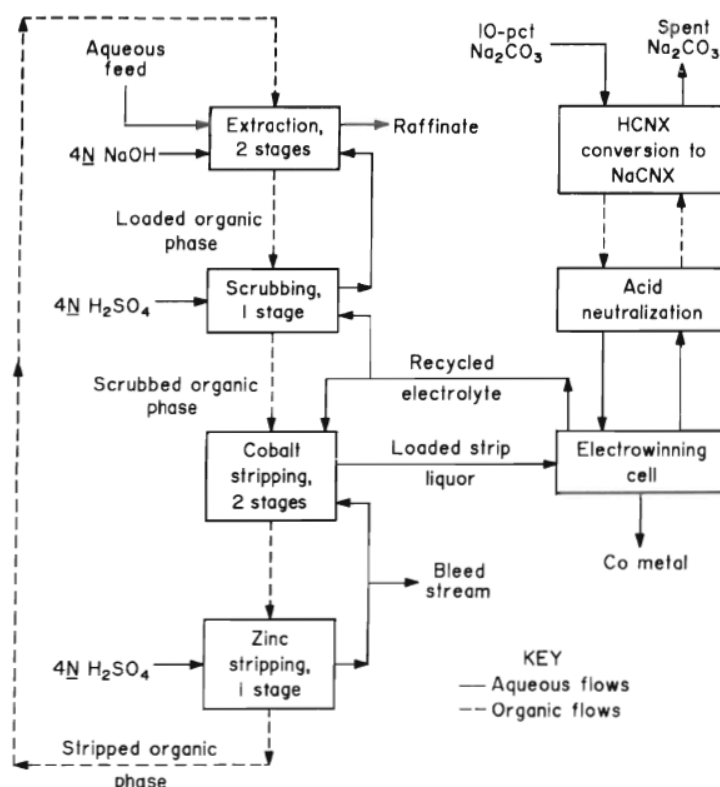 Aqueous
feed
4N NaOH
Extraction,
2 stages
Raffinate
Loaded organic
phase
4N H₂SO₄
Scrubbing,
1 stage
Scrubbed organic
phase
Recycled
electrolyte
Cobalt
stripping,
2 stages
Loaded strip
liquor
Bleed
stream
4N H₂SO₄
Zinc
stripping,
1 stage
Stripped organic
phase
10-pct
Na₂CO₃
Spent
Na₂CO₃
HCNX
conversion to
NaCNX
Acid
neutralization
Electrowinning
cell
Co metal
KEY
Aqueous flows
Organic flows